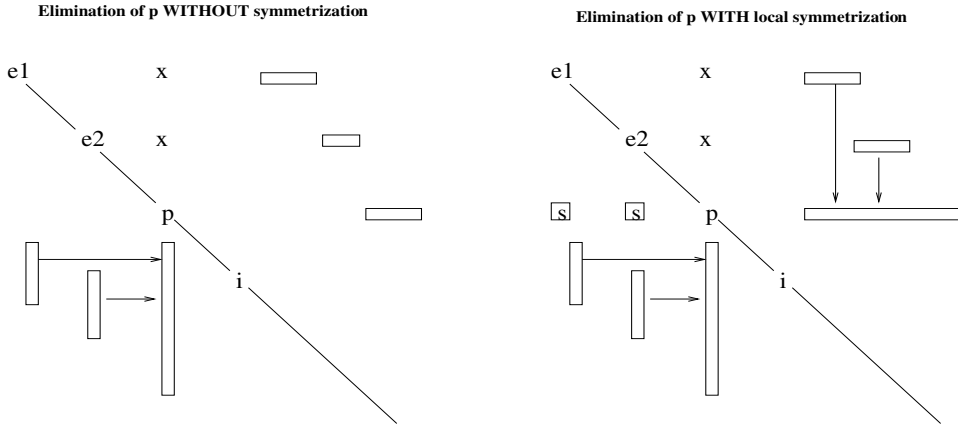 Elimination of p WITHOUT symmetrization
e1 x
e2 x
p
i
Elimination of p WITH local symmetrization
e1 x
e2 x
s s p
i